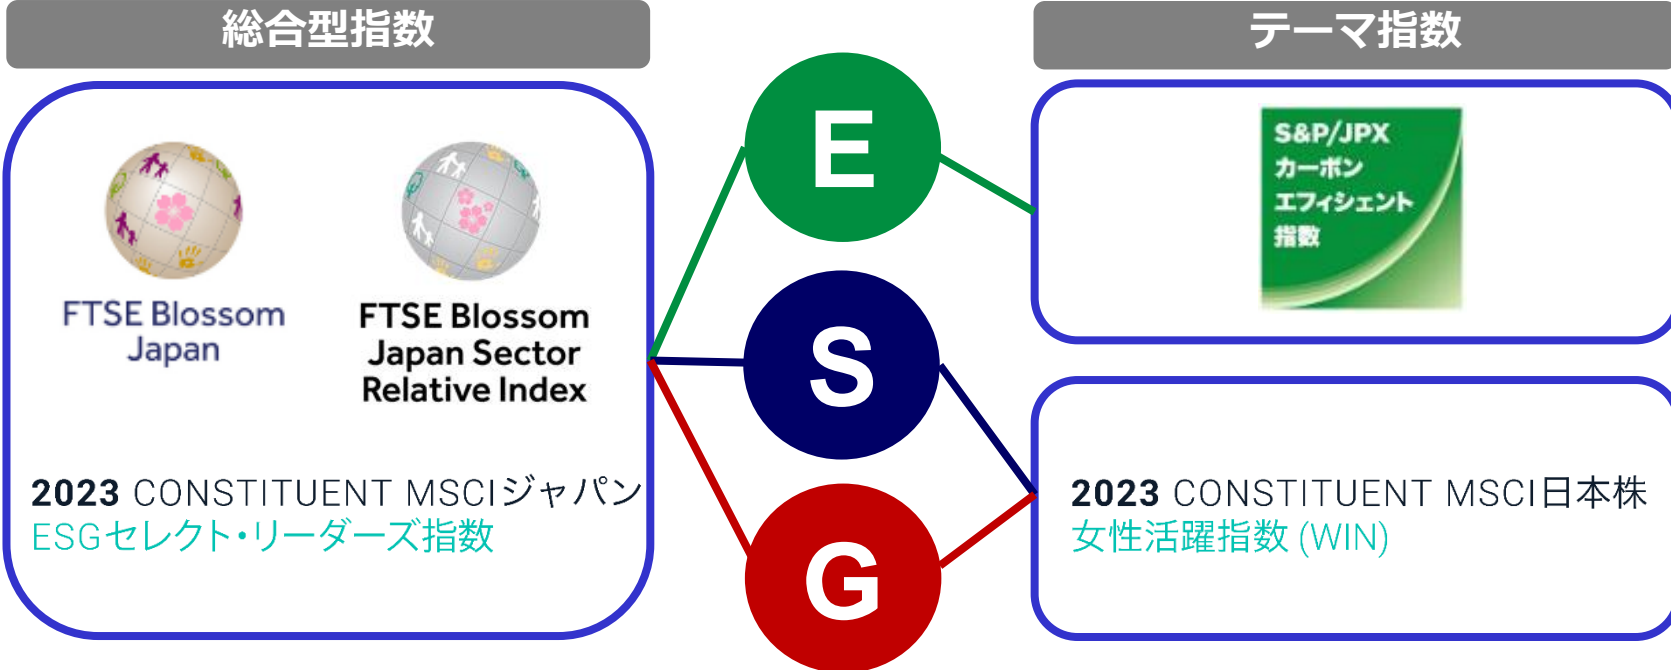 総合型指数
FTSE Blossom
Japan
FTSE Blossom
Japan Sector
Relative Index
2023 CONSTITUENT MSCIジャパン
ESGセレクト・リーダーズ指数
E
S
G
テーマ指数
S&P/JPX
カーボン
エフィシェント
指数
2023 CONSTITUENT MSCI日本株
女性活躍指数 (WIN)